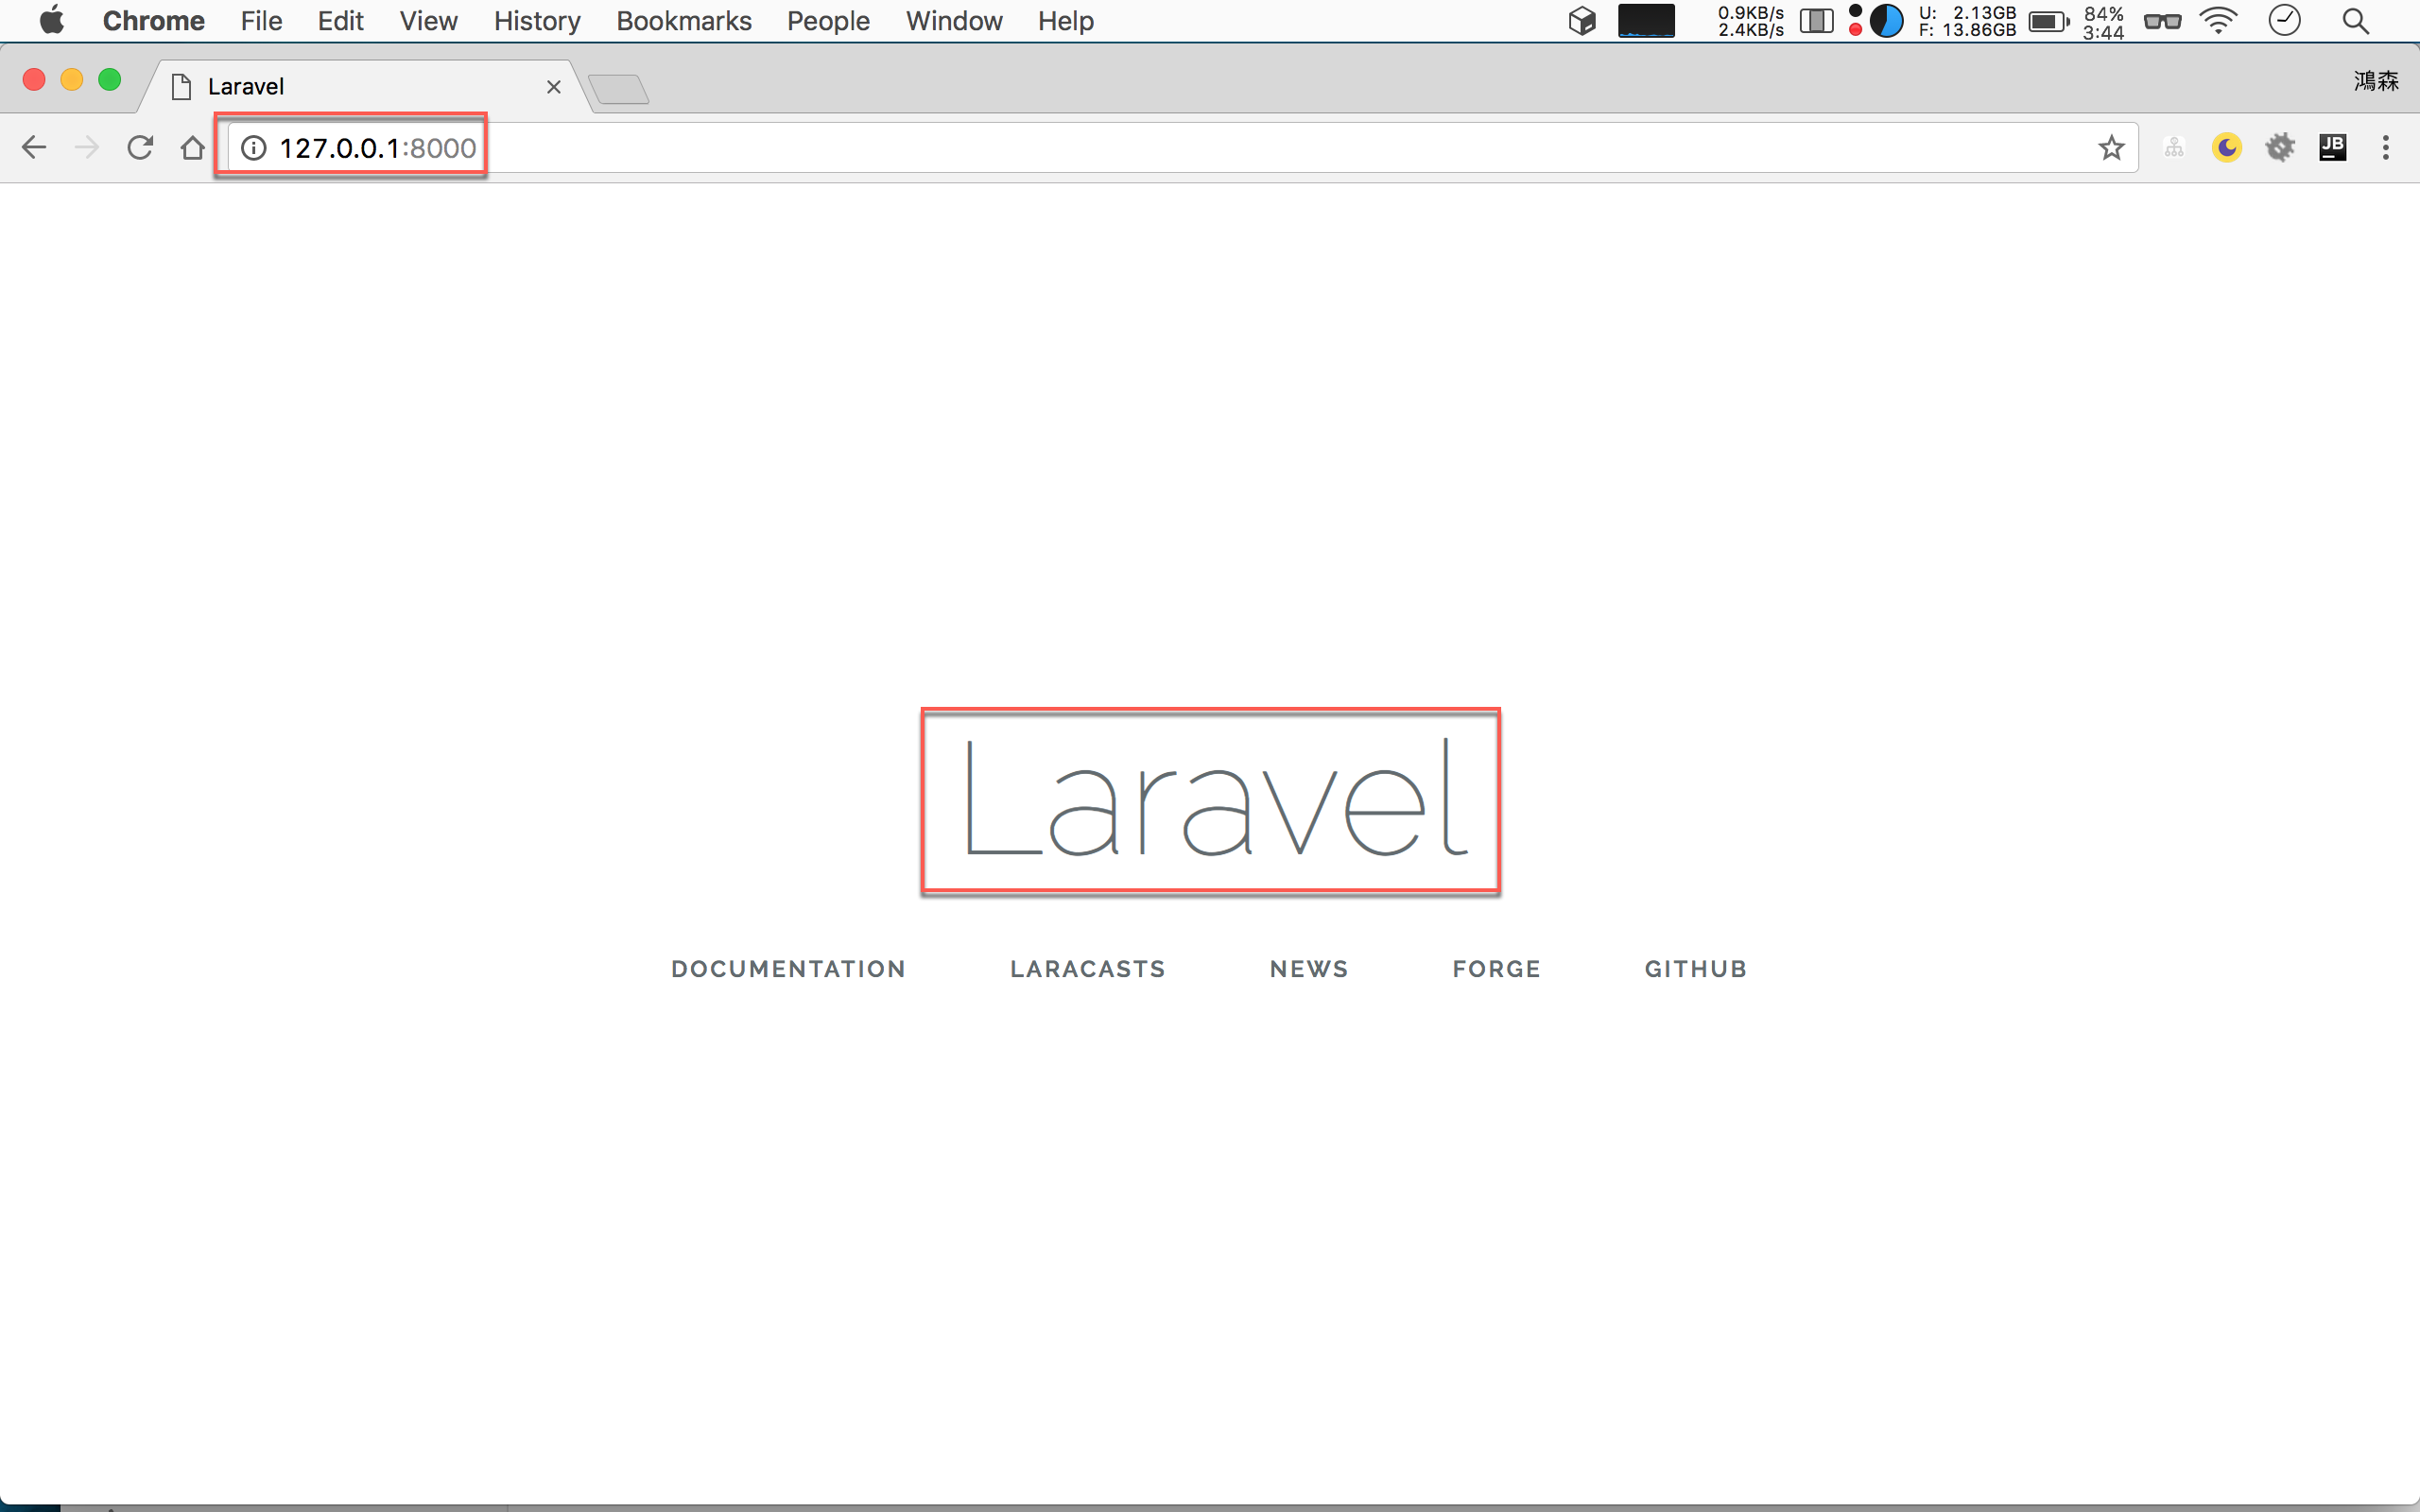 Chrome File Edit View History Bookmarks People Window Help
0.9KB/s U: 2.13GB 84%
2.4KB/s F: 13.86GB 3:44
Laravel
鴻森
127.0.0.1:8000
JB
Laravel
DOCUMENTATION LARACASTS NEWS FORGE GITHUB